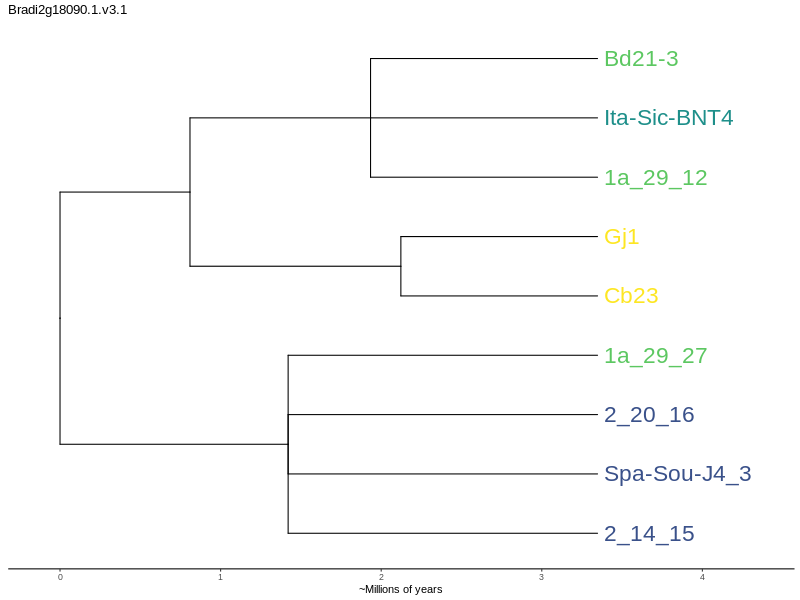 Bradi2g18090.1.v3.1
Bd21-3
Ita-Sic-BNT4
1a_29_12
Gj1
Cb23
1a_29_27
2_20_16
Spa-Sou-J4_3
2_14_15
0 1 2 3 4
~Millions of years